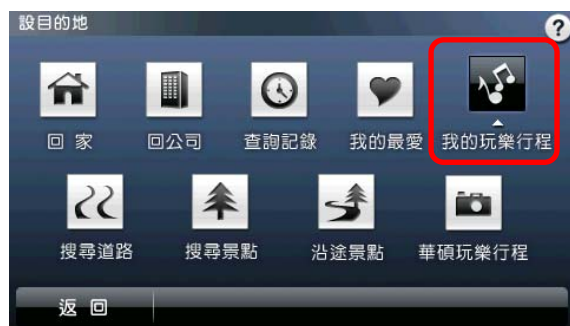 設目的地
?
回 家 回公司 查詢記錄 我的最愛 我的玩樂行程
搜尋道路 搜尋景點 沿途景點 華碩玩樂行程
返 回